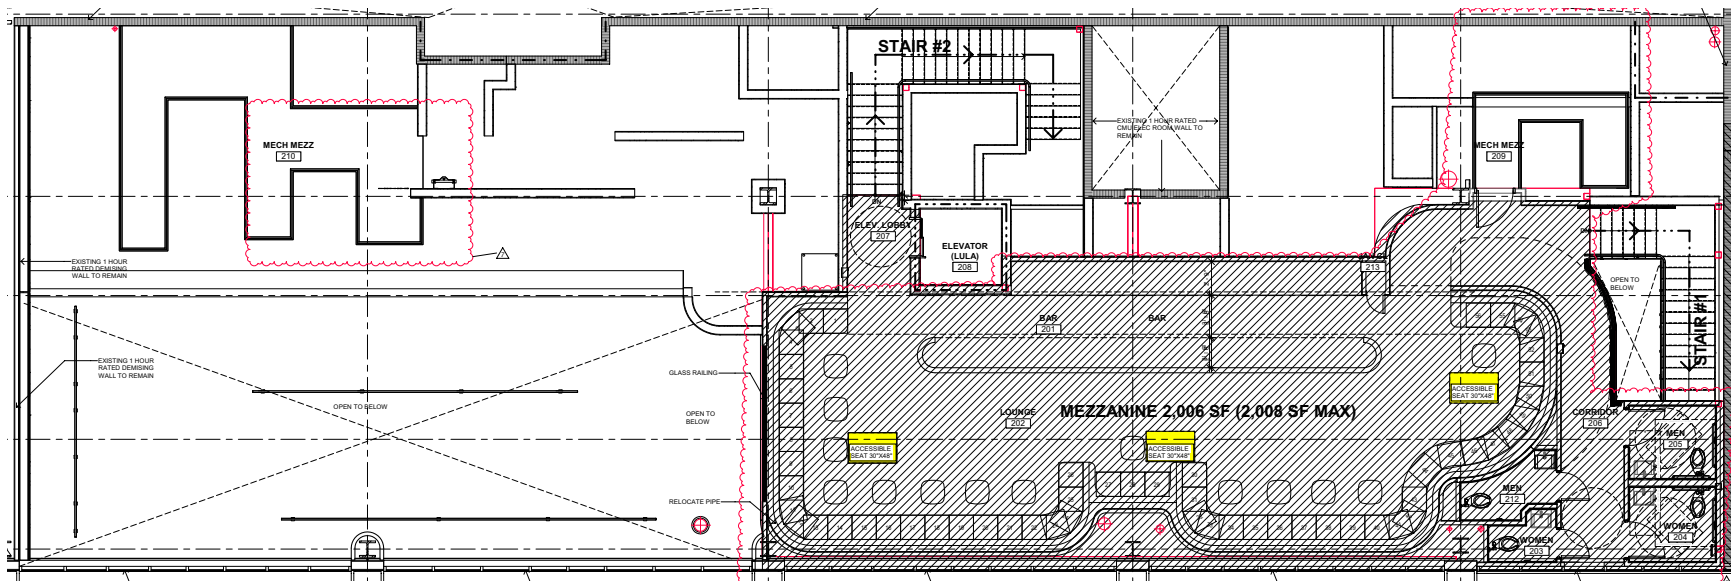 STAIR #2
EXISTING 1 HOUR RATED
CMU ELEC ROOM WALL TO
REMAIN
MECH MEZZ
210
MECH MEZZ
209
DN
ELEV. LOBBY
207
ELEVATOR
(LULA)
208
EXISTING 1 HOUR
RATED DEMISING
WALL TO REMAIN
213
OPEN TO
BELOW
STAIR #1
BAR
201
BAR
EXISTING 1 HOUR
RATED DEMISING
WALL TO REMAIN
GLASS RAILING
OPEN TO BELOW
OPEN TO
BELOW
LOUNGE
202
MEZZANINE 2,006 SF (2,008 SF MAX)
ACCESSIBLE
SEAT 30"X48"
CORRIDOR
206
MEN
205
ACCESSIBLE
SEAT 30"X48"
ACCESSIBLE
SEAT 30"X48"
RELOCATE PIPE
MEN
212
WOMEN
204
WOMEN
203